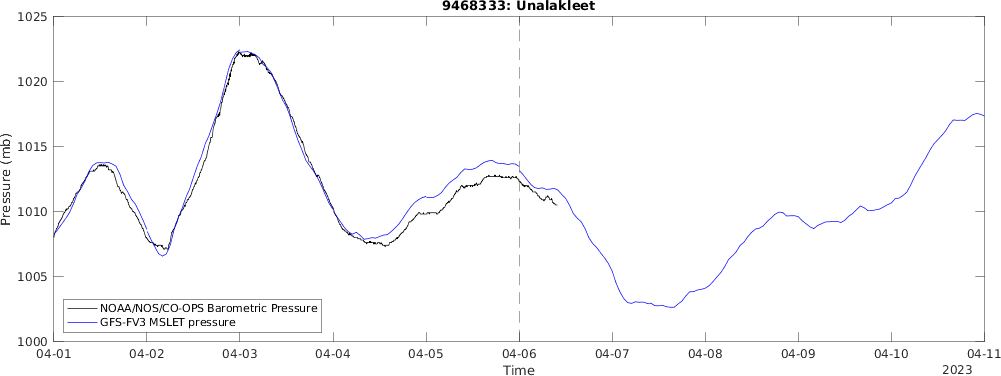 9468333: Unalakleet
Pressure (mb)
1025
1020
1015
1010
1005
1000
NOAA/NOS/CO-OPS Barometric Pressure
GFS-FV3 MSLET pressure
04-01 04-02 04-03 04-04 04-05 04-06 04-07 04-08 04-09 04-10 04-11
Time
2023